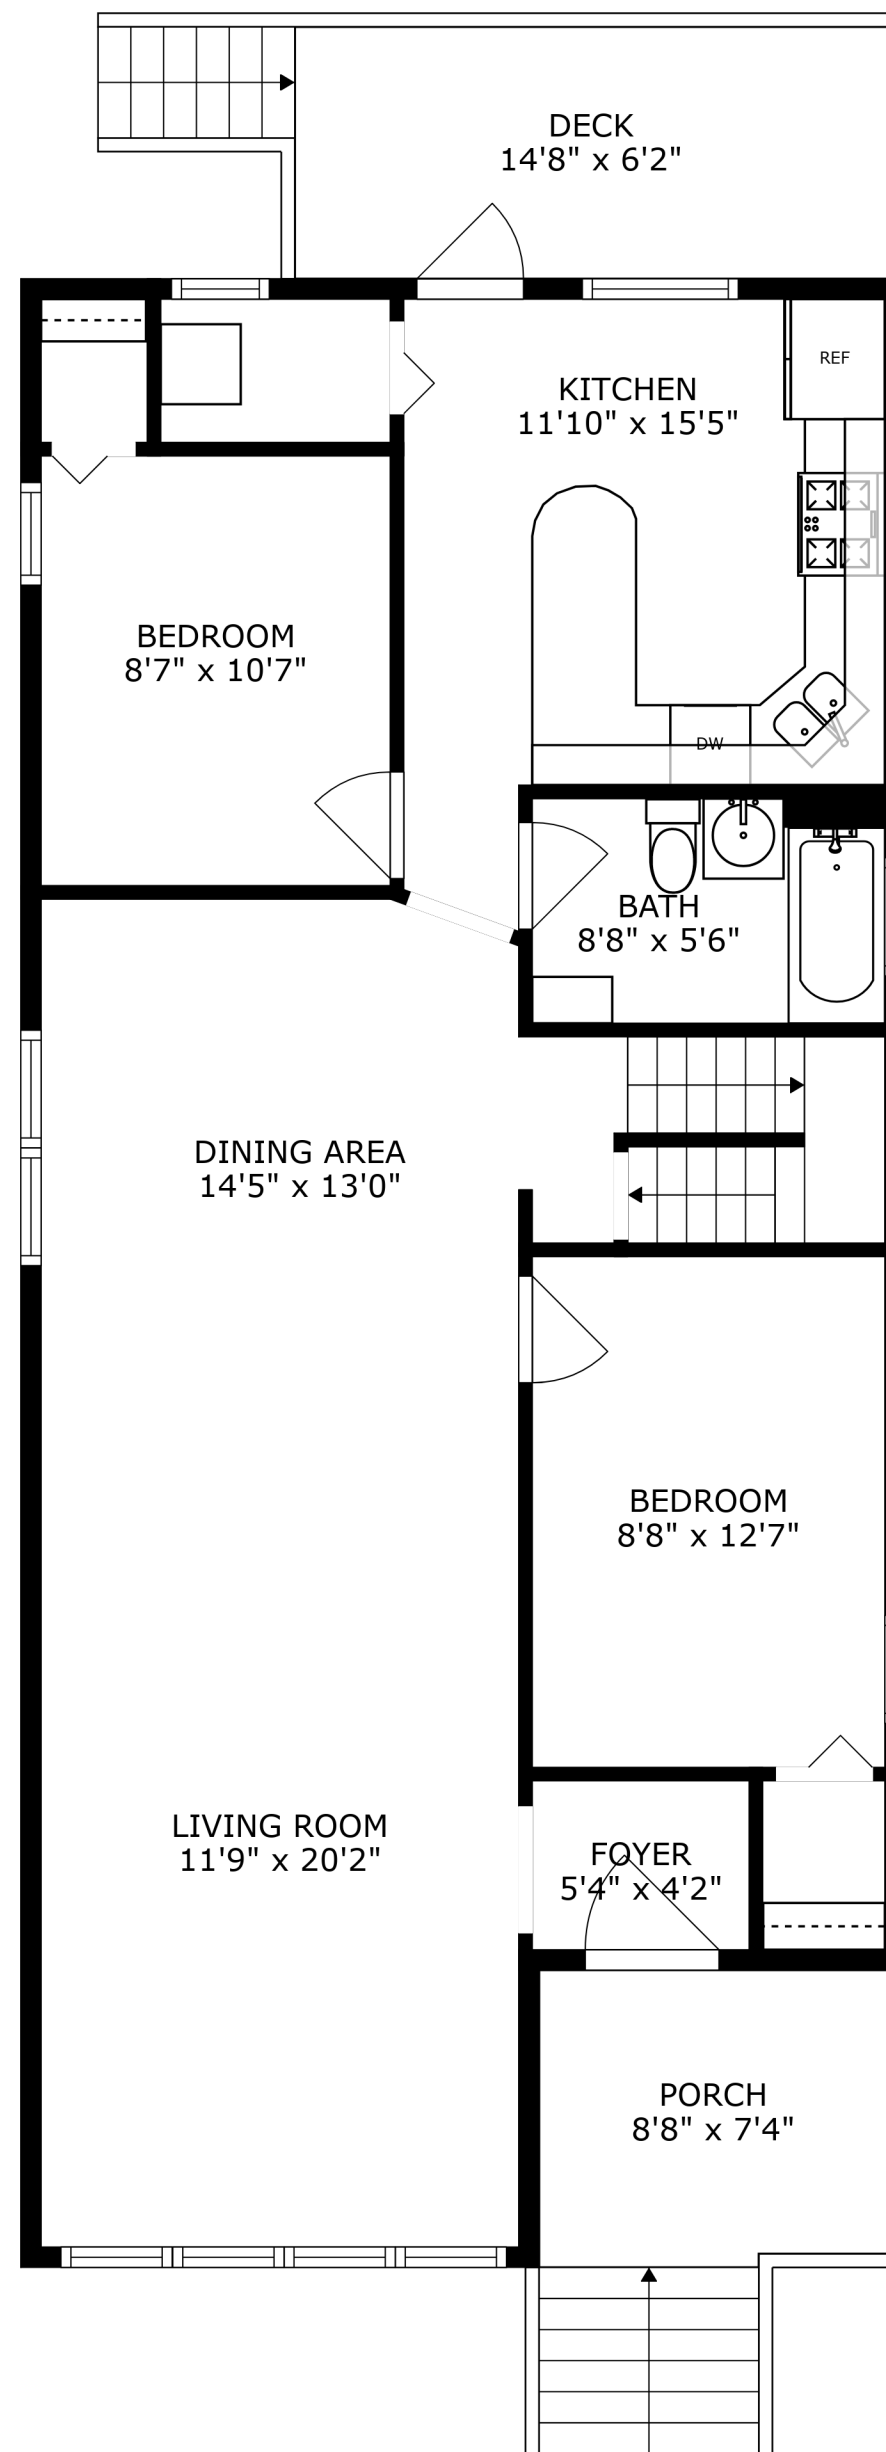 DECK
14'8" x 6'2"
REF
KITCHEN
11'10" x 15'5"
BEDROOM
8'7" x 10'7"
DW
BATH
8'8" x 5'6"
DINING AREA
14'5" x 13'0"
BEDROOM
8'8" x 12'7"
LIVING ROOM
11'9" x 20'2"
FOYER
5'4" x 4'2"
PORCH
8'8" x 7'4"